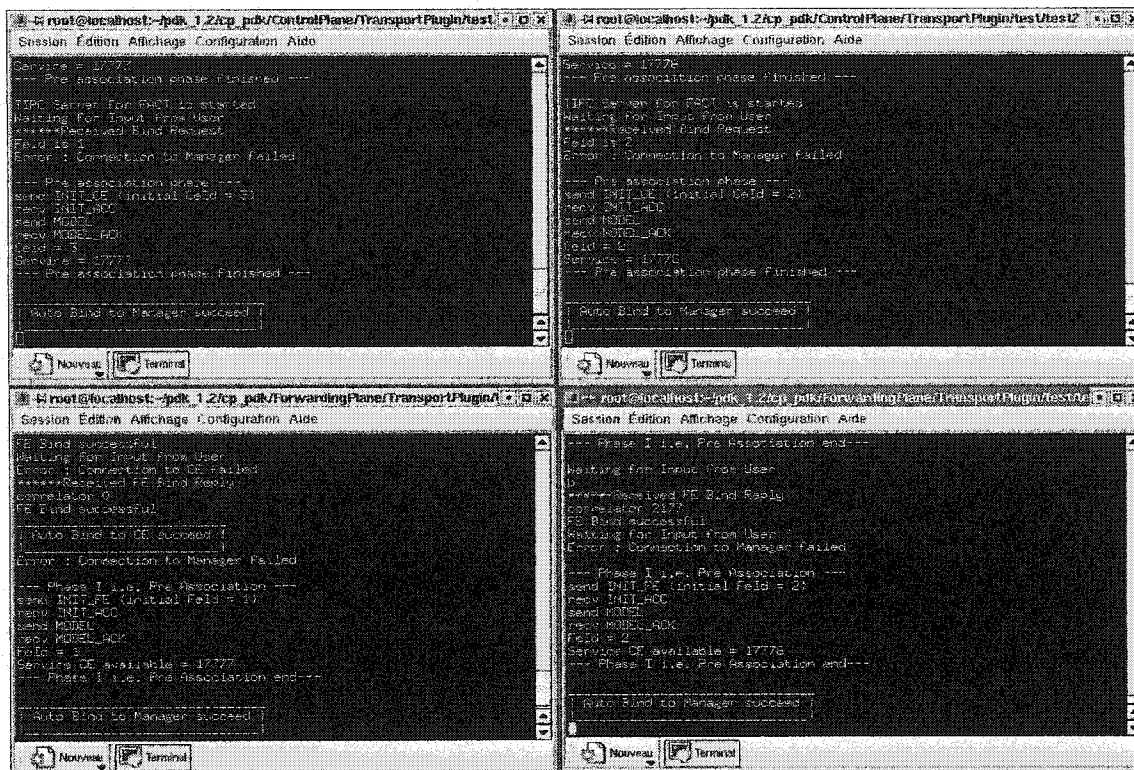 root@localhost:~/pdk_1.2/cp_pdk/ControlPlane/TransportPlugin/test
Session Édition Affichage Configuration Aide
Service = 17777
--- Pre association phase finished ---
TIPC Server for FACT is started
Waiting for Input from User
******Received Bind Request
FeId is 1
Error : Connection to Manager failed
--- Pre association phase ---
send INIT_CE (initial CeId = 3)
recv INIT_ACC
send MODEL
recv MODEL_ACK
CeId = 3
Service = 17777
--- Pre association phase finished ---
Auto Bind to Manager succeed
Nouveau Terminal
root@localhost:~/pdk_1.2/cp_pdk/ControlPlane/TransportPlugin/test/test2
Session Édition Affichage Configuration Aide
Service = 17778
--- Pre association phase finished ---
TIPC Server for FACT is started
Waiting for Input from User
******Received Bind Request
FeId is 2
Error : Connection to Manager failed
--- Pre association phase ---
send INIT_CE (initial CeId = 2)
recv INIT_ACC
send MODEL
recv MODEL_ACK
CeId = 2
Service = 17778
--- Pre association phase finished ---
Auto Bind to Manager succeed
Nouveau Terminal
root@localhost:~/pdk_1.2/cp_pdk/ForwardingPlane/TransportPlugin/t
Session Édition Affichage Configuration Aide
FE Bind successful
Waiting for Input from User
Error : Connection to CE failed
******Received FE Bind Reply
correlator 0
FE Bind successful
Auto Bind to CE succeed
Error : Connection to Manager Failed
--- Phase I i.e. Pre Association ---
send INIT_FE (initial FeId = 1)
recv INIT_ACC
send MODEL
recv MODEL_ACK
FeId = 1
Service CE available = 17777
--- Phase I i.e. Pre Association end---
Auto Bind to Manager succeed
Nouveau Terminal
root@localhost:~/pdk_1.2/cp_pdk/ForwardingPlane/TransportPlugin/test/te
Session Édition Affichage Configuration Aide
--- Phase I i.e. Pre Association end---
Waiting for Input from User
b
******Received FE Bind Reply
correlator 2177
FE Bind successful
Waiting for Input from User
Error : Connection to Manager failed
--- Phase I i.e. Pre Association ---
send INIT_FE (initial FeId = 2)
recv INIT_ACC
send MODEL
recv MODEL_ACK
FeId = 2
Service CE available = 17778
--- Phase I i.e. Pre Association end---
Auto Bind to Manager succeed
Nouveau Terminal